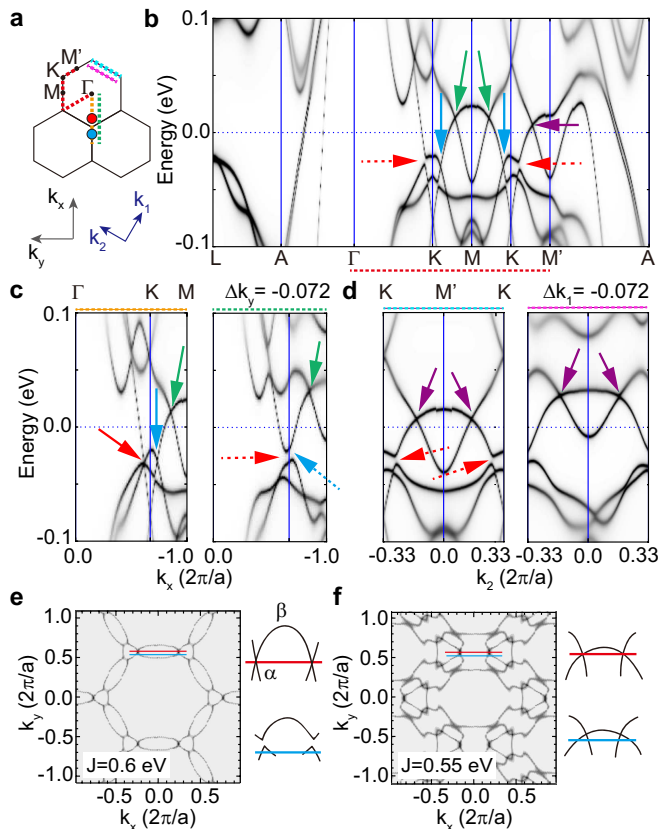 a
M'
K
M
Γ
k_x
k_y
k_1
k_2
b
Energy (eV)
0.1
0.0
-0.1
L A Γ K M K M' A
c
Γ K M
Δk_y= -0.072
Energy (eV)
0.1
0.0
-0.1
0.0 -1.0 0.0 -1.0
k_x (2π/a)
d
K M' K
Δk_1= -0.072
-0.33 0.0 0.33 -0.33 0.0 0.33
k_2 (2π/a)
e
k_y (2π/a)
1.0
0.5
0.0
-0.5
-1.0
J=0.6 eV
-0.5 0.0 0.5
k_x (2π/a)
β
α
f
k_y (2π/a)
1.0
0.5
0.0
-0.5
-1.0
J=0.55 eV
-0.5 0.0 0.5
k_x (2π/a)